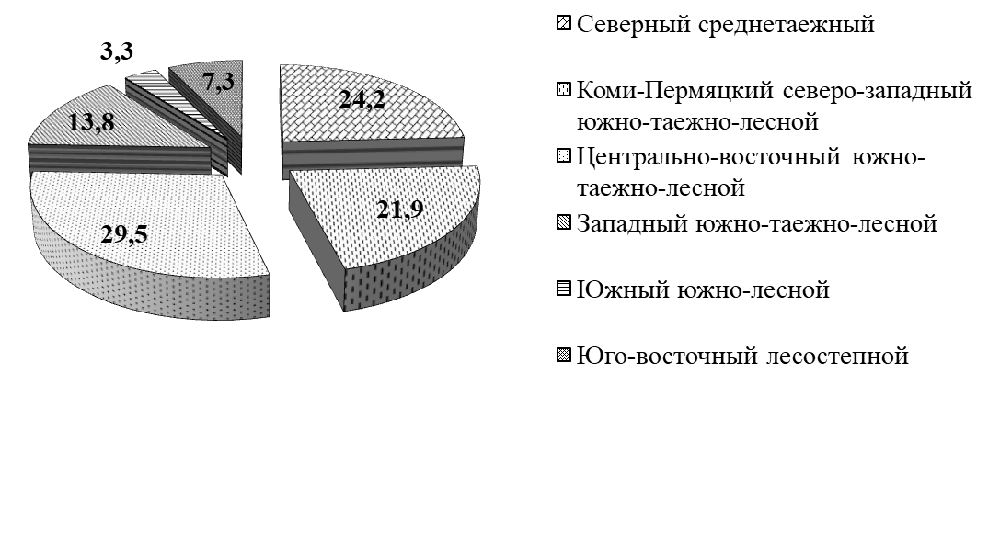 3,3
7,3
24,2
13,8
21,9
29,5
Северный среднетаежный
Коми-Пермяцкий северо-западный
южно-таежно-лесной
Центрально-восточный южно-
таежно-лесной
Западный южно-таежно-лесной
Южный южно-лесной
Юго-восточный лесостепной